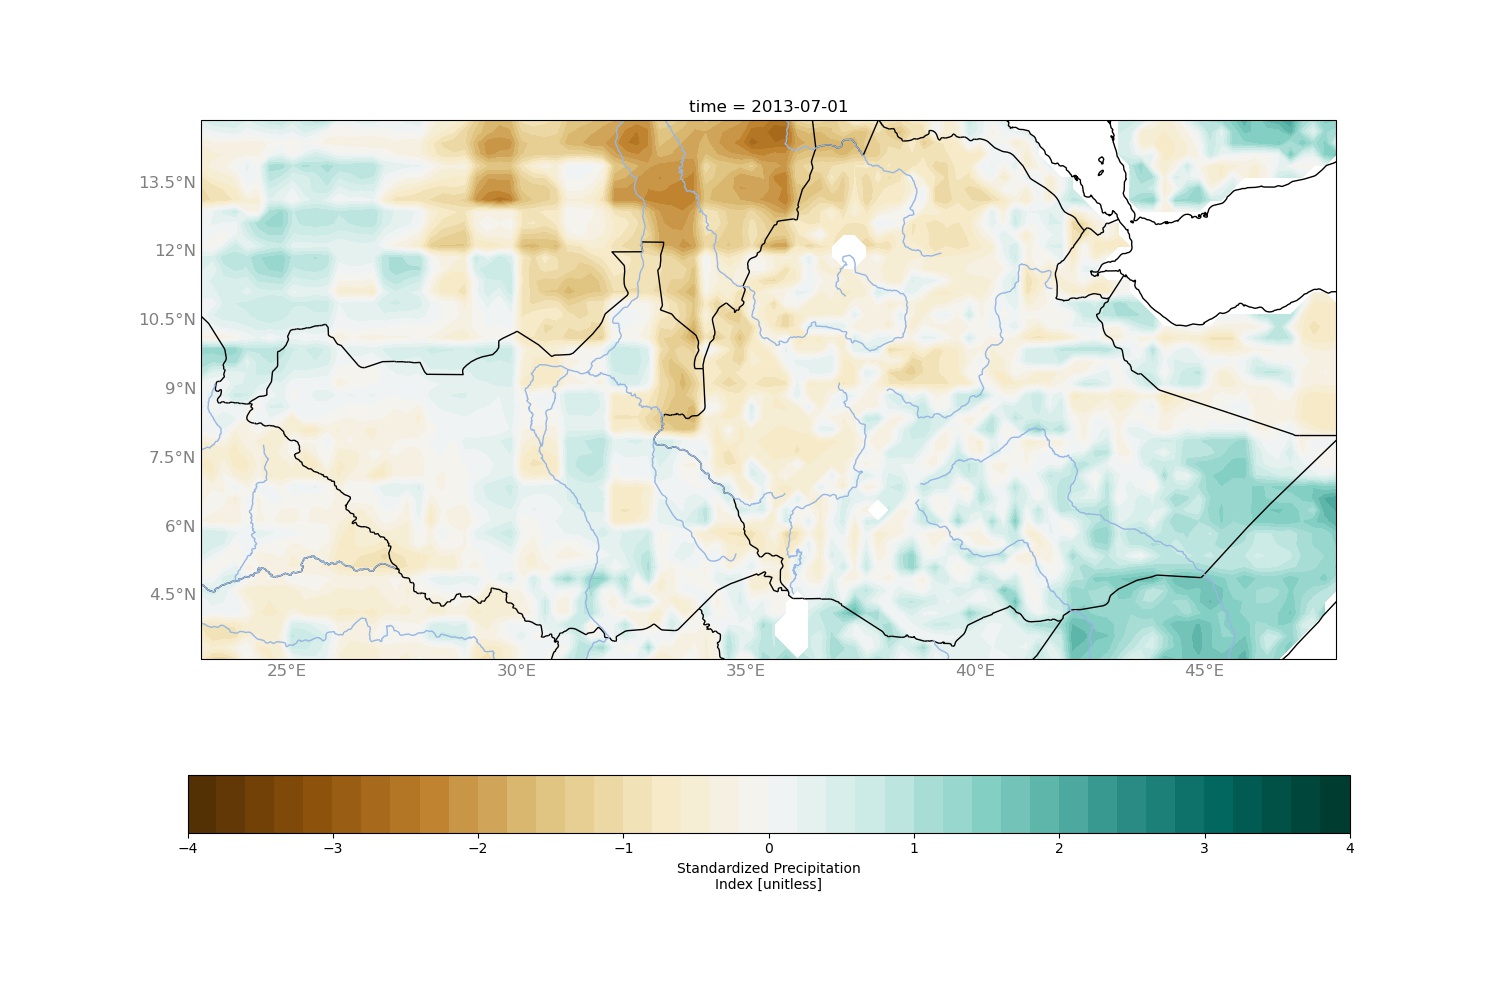 time = 2013-07-01
13.5°N
12°N
10.5°N
9°N
7.5°N
6°N
4.5°N
25°E 30°E 35°E 40°E 45°E
−4 −3 −2 −1 0 1 2 3 4
Standardized Precipitation
Index [unitless]